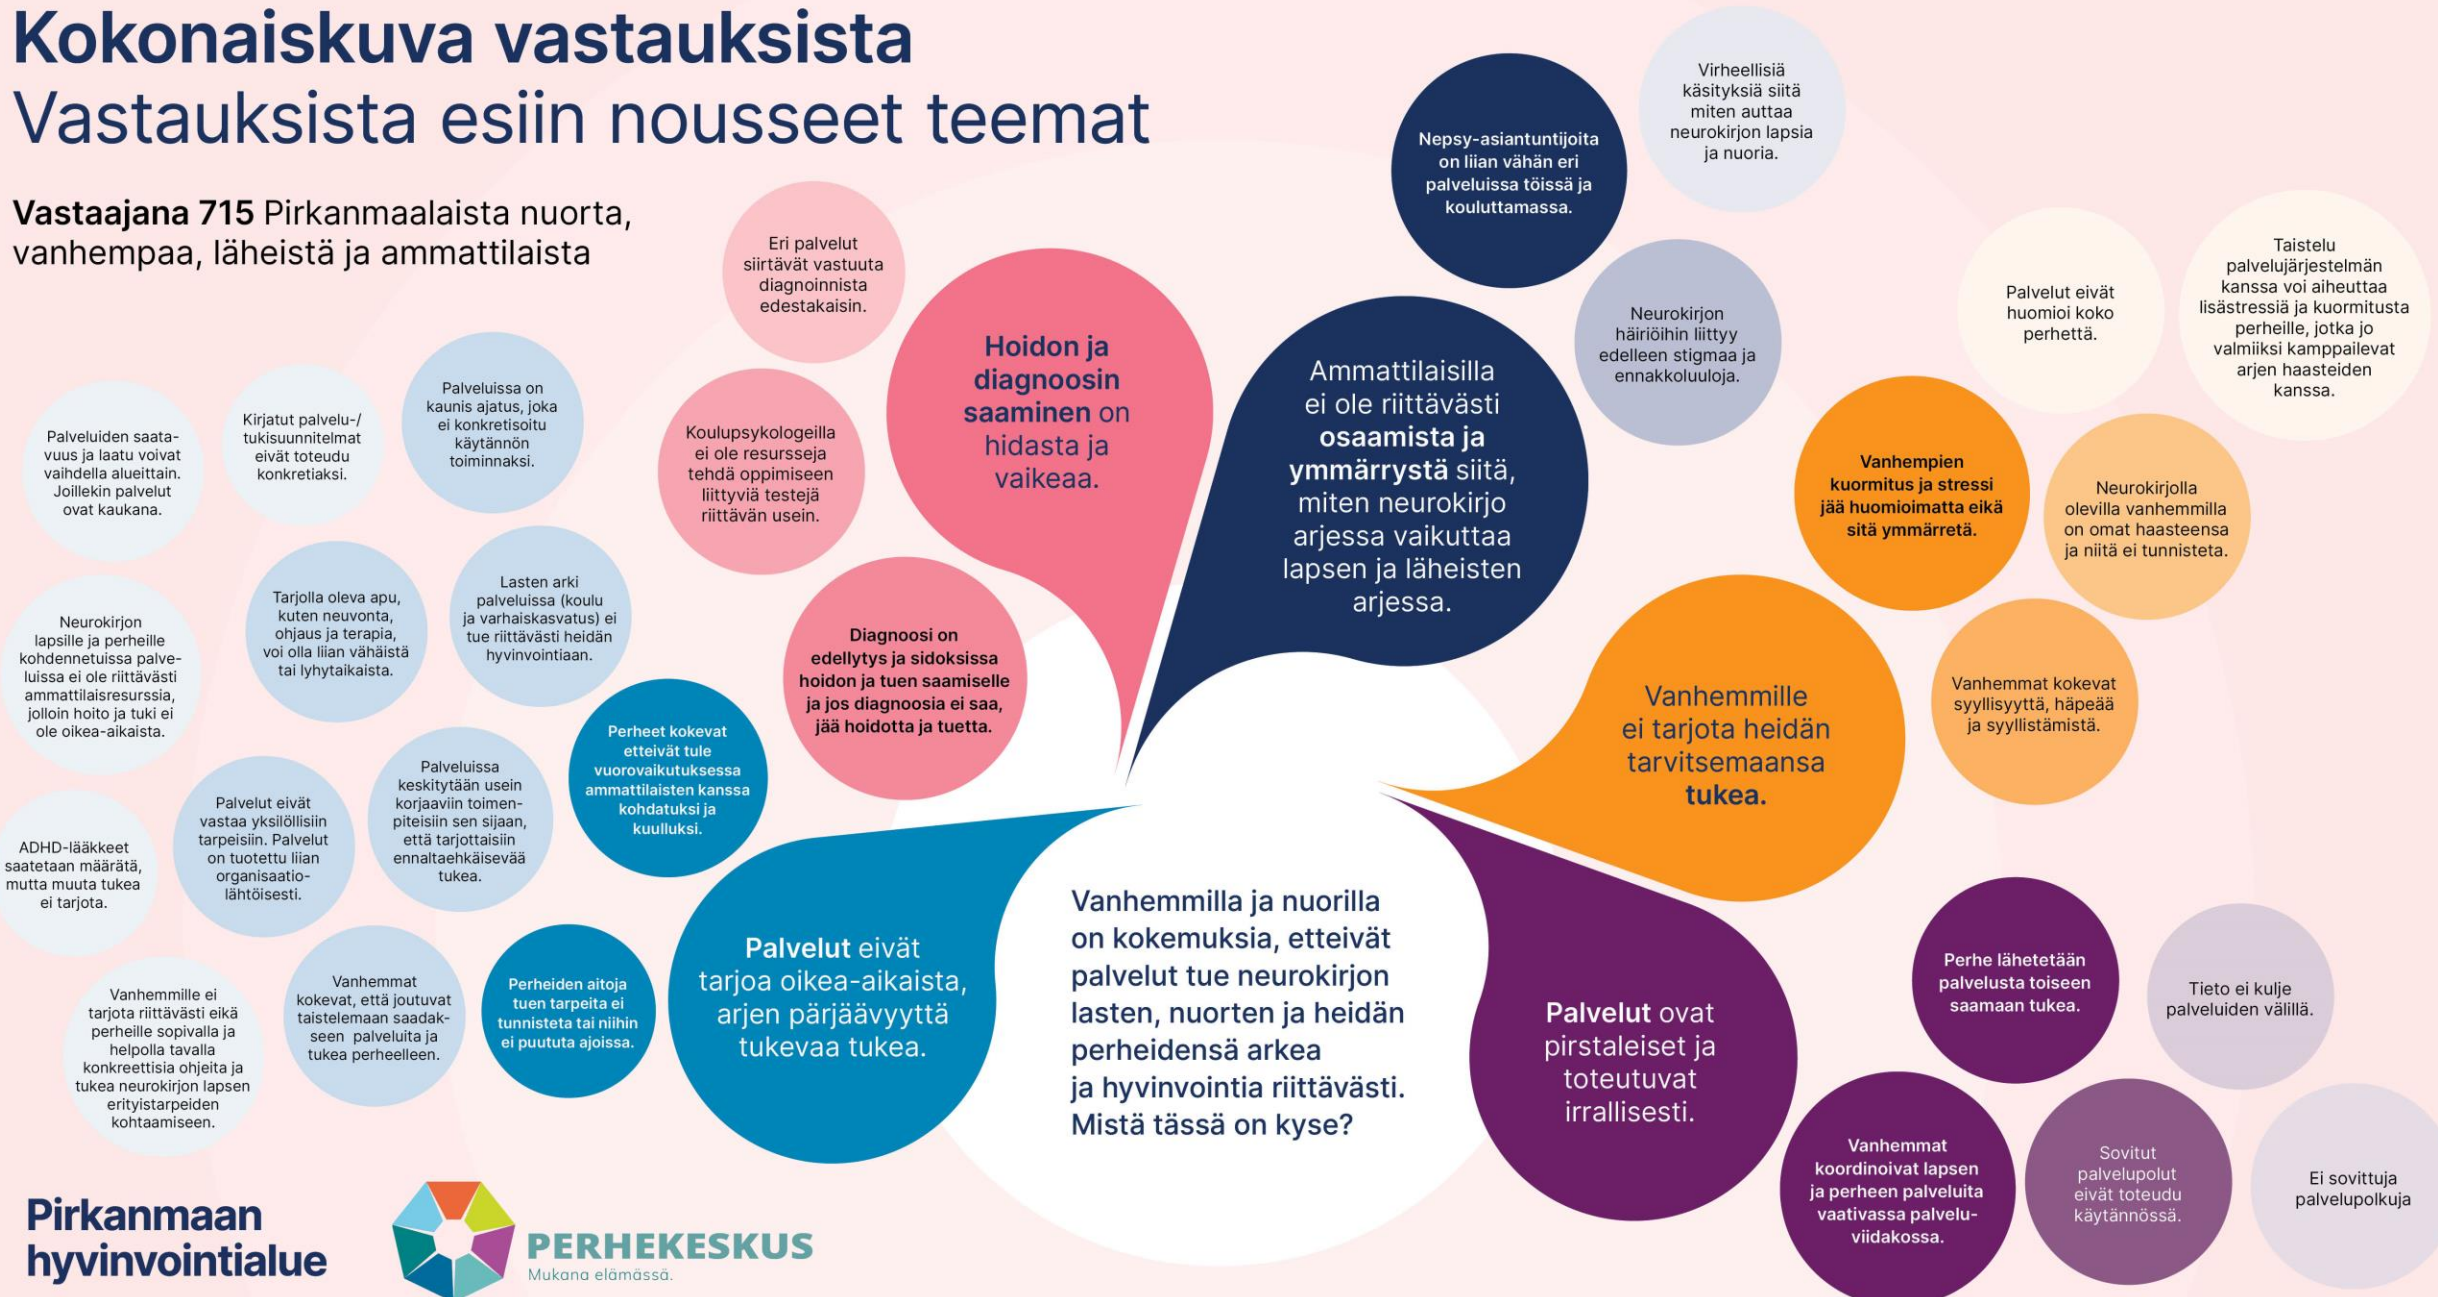 Kokonaiskuva vastauksista
Vastauksista esiin nousseet teemat
Vastaajana 715 Pirkanmaalaista nuorta,
vanhempaa, läheistä ja ammattilaista
Eri palvelut
siirtävät vastuuta
diagnoinnista
edestakaisin.
Koulupsykologeilla
ei ole resursseja
tehdä oppimiseen
liittyviä testejä
riittävän usein.
Diagnoosi on
edellytys ja sidoksissa
hoidon ja tuen saamiselle
ja jos diagnoosia ei saa,
jää hoidotta ja tuetta.
Hoidon ja
diagnoosin
saaminen on
hidasta ja
vaikeaa.
Nepsy-asiantuntijoita
on liian vähän eri
palveluissa töissä ja
kouluttamassa.
Virheellisiä
käsityksiä siitä
miten auttaa
neurokirjon lapsia
ja nuoria.
Neurokirjon
häiriöihin liittyy
edelleen stigmaa ja
ennakkoluuloja.
Ammattilaisilla
ei ole riittävästi
osaamista ja
ymmärrystä siitä,
miten neurokirjo
arjessa vaikuttaa
lapsen ja läheisten
arjessa.
Palvelut eivät
huomioi koko
perhettä.
Taistelu
palvelujärjestelmän
kanssa voi aiheuttaa
lisästressiä ja kuormitusta
perheille, jotka jo
valmiiksi kamppailevat
arjen haasteiden
kanssa.
Vanhempien
kuormitus ja stressi
jää huomioimatta eikä
sitä ymmärretä.
Neurokirjolla
olevilla vanhemmilla
on omat haasteensa
ja niitä ei tunnisteta.
Vanhemmat kokevat
syyllisyyttä, häpeää
ja syyllistämistä.
Vanhemmille
ei tarjota heidän
tarvitsemaansa
tukea.
Palveluiden saata-
vuus ja laatu voivat
vaihdella alueittain.
Joillekin palvelut
ovat kaukana.
Kirjatut palvelu-/
tukisuunnitelmat
eivät toteudu
konkretiaksi.
Palveluissa on
kaunis ajatus, joka
ei konkretisoitu
käytännön
toiminnaksi.
Neurokirjon
lapsille ja perheille
kohdennetuissa palve-
luissa ei ole riittävästi
ammattilaisresurssia,
jolloin hoito ja tuki ei
ole oikea-aikaista.
Tarjolla oleva apu,
kuten neuvonta,
ohjaus ja terapia,
voi olla liian vähäistä
tai lyhytaikaista.
Lasten arki
palveluissa (koulu
ja varhaiskasvatus) ei
tue riittävästi heidän
hyvinvointiaan.
Perheet kokevat
etteivät tule
vuorovaikutuksessa
ammattilaisten kanssa
kohdatuksi ja
kuulluksi.
ADHD-lääkkeet
saatetaan määrätä,
mutta muuta tukea
ei tarjota.
Palvelut eivät
vastaa yksilöllisiin
tarpeisiin. Palvelut
on tuotettu liian
organisaatio-
lähtöisesti.
Palveluissa
keskitytään usein
korjaaviin toimen-
piteisiin sen sijaan,
että tarjottaisiin
ennaltaehkäisevää
tukea.
Vanhemmille ei
tarjota riittävästi eikä
perheille sopivalla ja
helpolla tavalla
konkreettisia ohjeita ja
tukea neurokirjon lapsen
erityistarpeiden
kohtaamiseen.
Vanhemmat
kokevat, että joutuvat
taistelemaan saadak-
seen palveluita ja
tukea perheelleen.
Perheiden aitoja
tuen tarpeita ei
tunnisteta tai niihin
ei puututa ajoissa.
Palvelut eivät
tarjoa oikea-aikaista,
arjen pärjäävyyttä
tukevaa tukea.
Vanhemmilla ja nuorilla
on kokemuksia, etteivät
palvelut tue neurokirjon
lasten, nuorten ja heidän
perheidensä arkea
ja hyvinvointia riittävästi.
Mistä tässä on kyse?
Palvelut ovat
pirstaleiset ja
toteutuvat
irrallisesti.
Perhe lähetetään
palvelusta toiseen
saamaan tukea.
Tieto ei kulje
palveluiden välillä.
Vanhemmat
koordinoivat lapsen
ja perheen palveluita
vaativassa palvelu-
viidakossa.
Sovitut
palvelupolut
eivät toteudu
käytännössä.
Ei sovittuja
palvelupolkuja
Pirkanmaan
hyvinvointialue
PERHEKESKUS
Mukana elämässä.